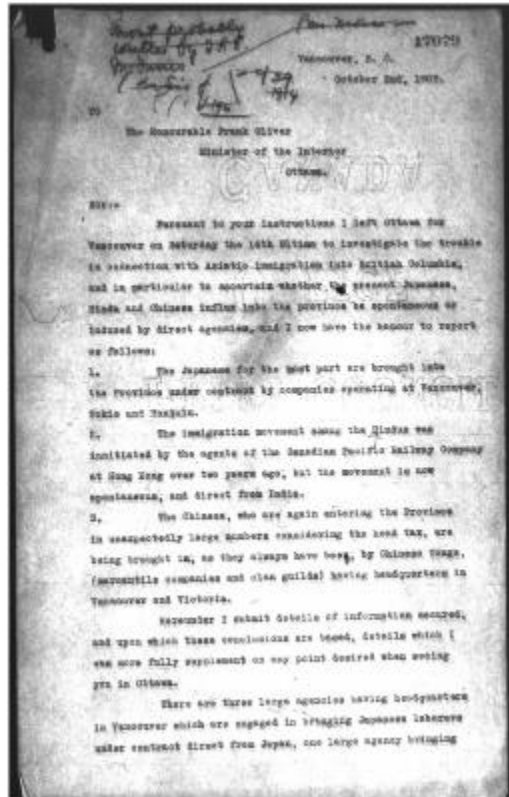 most probably
written by T.R.E.
McInnes
17079
Vancouver, B. C.
October 2nd, 1907.
To
The Honourable Frank Oliver
Minister of the Interior
Ottawa.
CANADA
Sir:-
Pursuant to your instructions I left Ottawa for
Vancouver on Saturday the 14th Ultimo to investigate the trouble
in connection with Asiatic immigration into British Columbia,
and in particular to ascertain whether the present Japanese,
Hindu and Chinese influx into the province be spontaneous or
induced by direct agencies, and I now have the honour to report
as follows:
1. The Japanese for the most part are brought into
the Province under contract by companies operating at Vancouver,
Tokio and
2. The immigration movement among the Hindus was
innitiated by the agents of the Canadian Pacific Railway Company
at Hong Kong over two years ago, but the movement is now
spontaneous, and direct from India.
3. The Chinese, who are again entering the Province
in unexpectedly large numbers considering the head tax, are
being brought in, as they always have been, by Chinese Tongs,
(mercantile companies and clan guilds) having headquarters in
Vancouver and Victoria.
Hereunder I submit details of information secured,
and upon which these conclusions are based, details which I
can more fully supplement on any point desired when seeing
you in Ottawa.
There are three large agencies having headquarters
in Vancouver which are engaged in bringing Japanese laborers
under contract direct from Japan, one large agency bringing